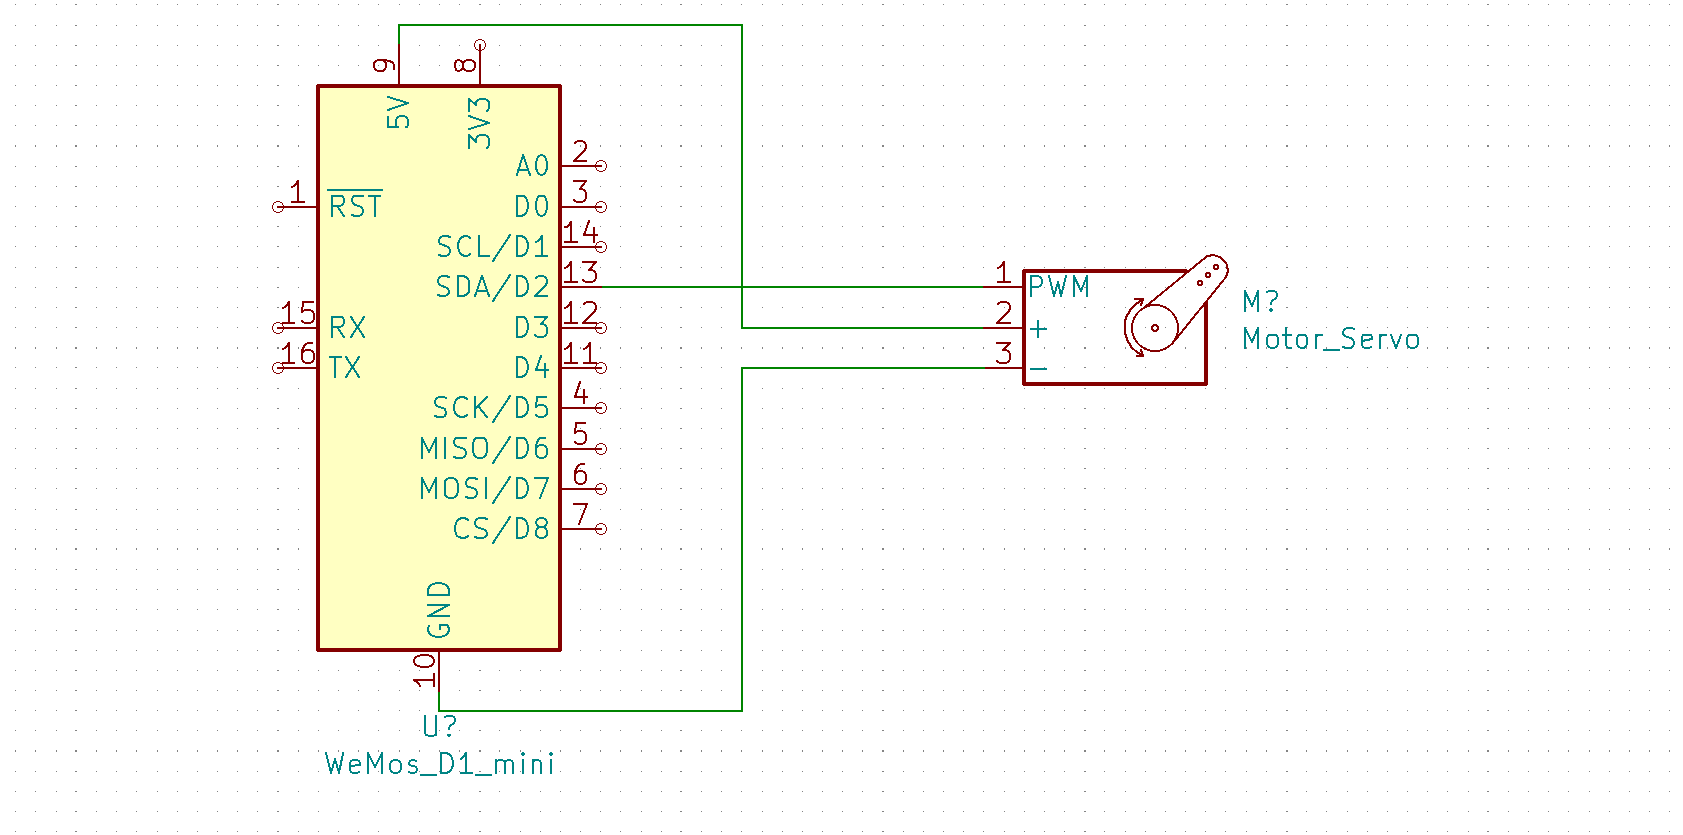 9
8
5V
3V3
A0 2
1 RST
D0 3
SCL/D1 14
SDA/D2 13
15 RX
D3 12
16 TX
D4 11
SCK/D5 4
MISO/D6 5
MOSI/D7 6
CS/D8 7
GND
10
U?
WeMos_D1_mini
1 PWM
2 +
3 −
M?
Motor_Servo